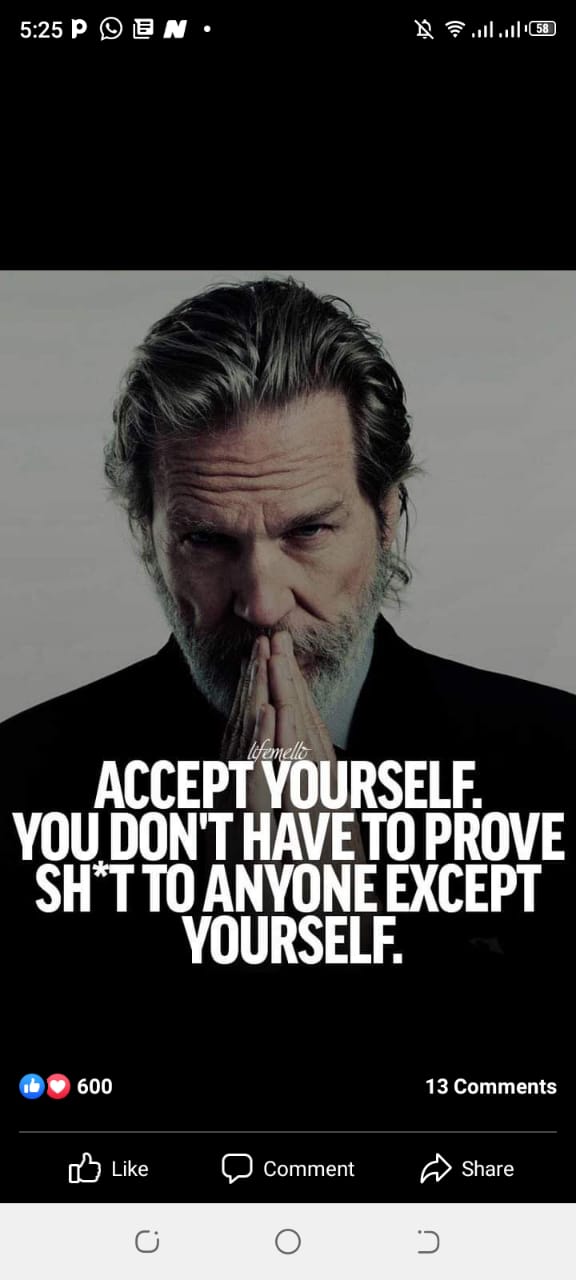 5:25
58
lifemello
ACCEPT YOURSELF.
YOU DON'T HAVE TO PROVE
SH*T TO ANYONE EXCEPT
YOURSELF.
600
13 Comments
Like
Comment
Share